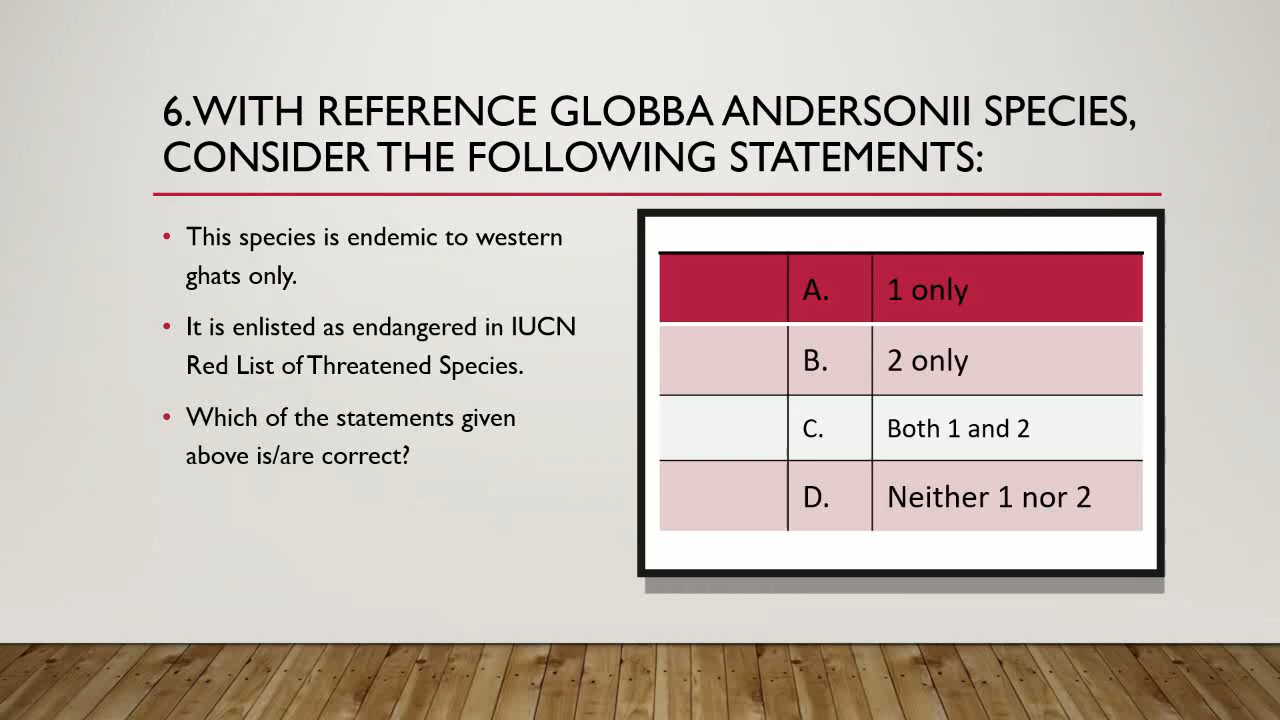 6.WITH REFERENCE GLOBBA ANDERSONII SPECIES,
CONSIDER THE FOLLOWING STATEMENTS:
• This species is endemic to western
ghats only.
• It is enlisted as endangered in IUCN
Red List of Threatened Species.
• Which of the statements given
above is/are correct?
A. 1 only
B. 2 only
C. Both 1 and 2
D. Neither 1 nor 2